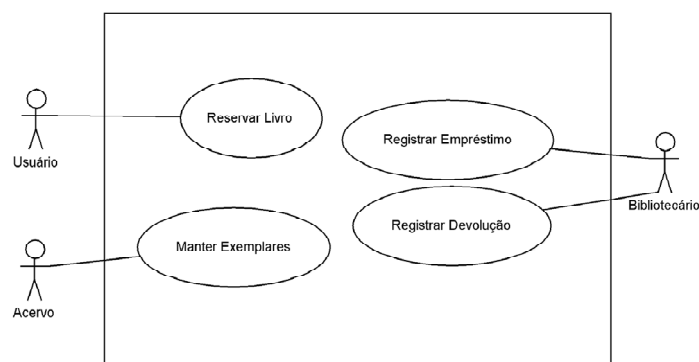 Reservar Livro
Registrar Empréstimo
Usuário
Bibliotecário
Registrar Devolução
Manter Exemplares
Acervo